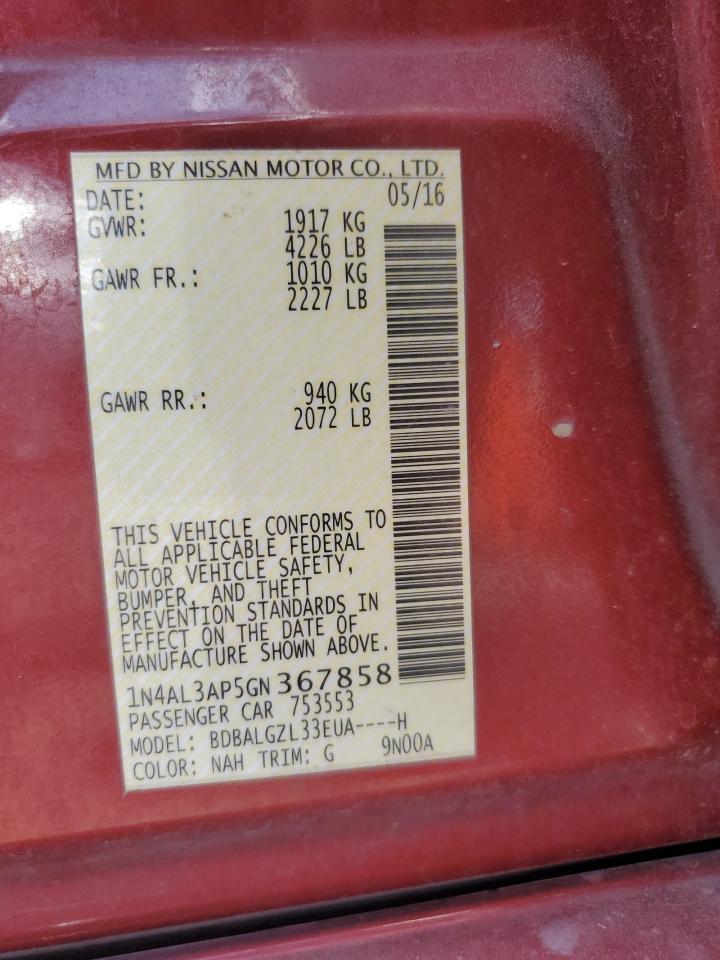 MFD BY NISSAN MOTOR CO., LTD.
DATE: 05/16
GVWR: 1917 KG
4226 LB
GAWR FR.: 1010 KG
2227 LB
GAWR RR.: 940 KG
2072 LB
THIS VEHICLE CONFORMS TO
ALL APPLICABLE FEDERAL
MOTOR VEHICLE SAFETY,
BUMPER, AND THEFT
PREVENTION STANDARDS IN
EFFECT ON THE DATE OF
MANUFACTURE SHOWN ABOVE.
1N4AL3AP5GN367858
PASSENGER CAR 753553
MODEL: BDBALGZL33EUA----H
COLOR: NAH TRIM: G 9N00A